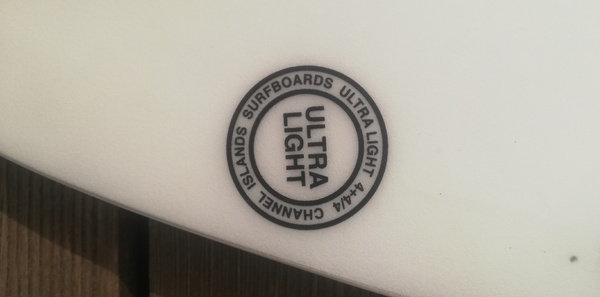 CHANNEL ISLANDS SURFBOARDS ULTRA LIGHT 4+4/4
ULTRA
LIGHT